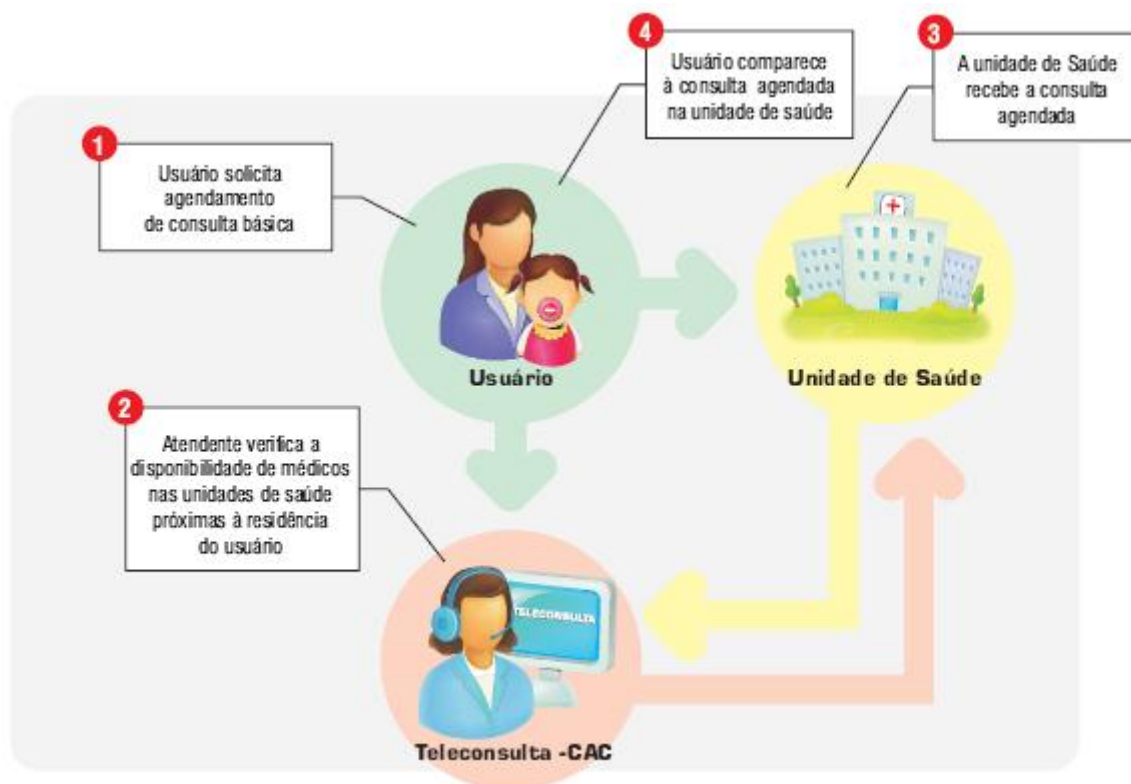 1
Usuário solicita
agendamento
de consulta básica
4
Usuário comparece
à consulta agendada
na unidade de saúde
3
A unidade de Saúde
recebe a consulta
agendada
Usuário
Unidade de Saúde
2
Atendente verifica a
disponibilidade de médicos
nas unidades de saúde
próximas à residência
do usuário
TELECONSULTA
Teleconsulta -CAC